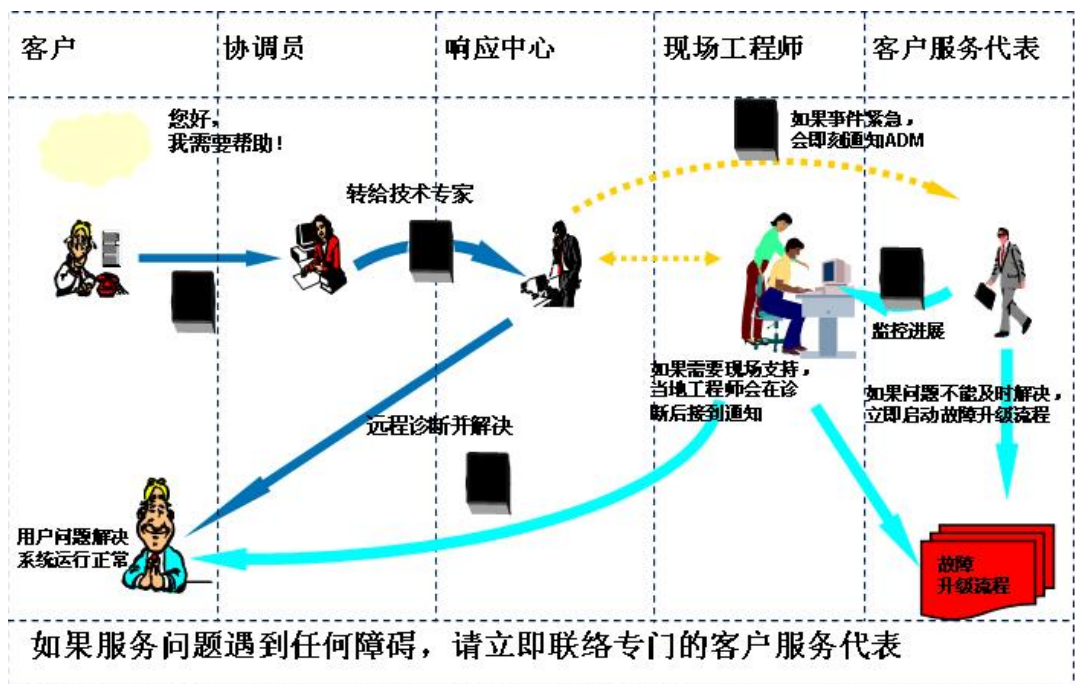 客户
协调员
响应中心
现场工程师
客户服务代表
您好，
我需要帮助！
如果事件紧急，
会即刻通知ADM
转给技术专家
监控进展
如果需要现场支持，
当地工程师会在诊
断后接到通知
如果问题不能及时解决，
立即启动故障升级流程
远程诊断并解决
用户问题解决
系统运行正常
故障
升级流程
如果服务问题遇到任何障碍，请立即联络专门的客户服务代表